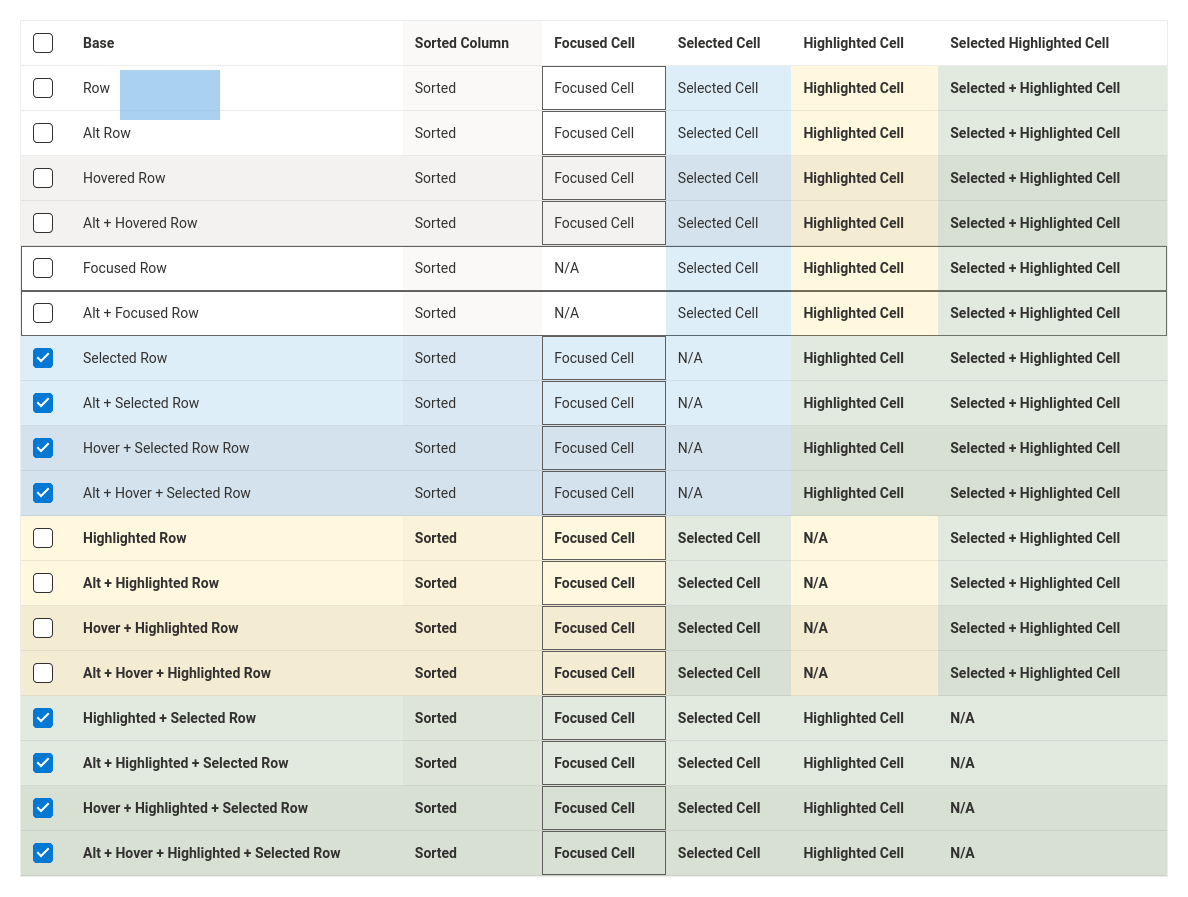 Base Sorted Column Focused Cell Selected Cell Highlighted Cell Selected Highlighted Cell
Row Sorted Focused Cell Selected Cell Highlighted Cell Selected + Highlighted Cell
Alt Row Sorted Focused Cell Selected Cell Highlighted Cell Selected + Highlighted Cell
Hovered Row Sorted Focused Cell Selected Cell Highlighted Cell Selected + Highlighted Cell
Alt + Hovered Row Sorted Focused Cell Selected Cell Highlighted Cell Selected + Highlighted Cell
Focused Row Sorted N/A Selected Cell Highlighted Cell Selected + Highlighted Cell
Alt + Focused Row Sorted N/A Selected Cell Highlighted Cell Selected + Highlighted Cell
Selected Row Sorted Focused Cell N/A Highlighted Cell Selected + Highlighted Cell
Alt + Selected Row Sorted Focused Cell N/A Highlighted Cell Selected + Highlighted Cell
Hover + Selected Row Row Sorted Focused Cell N/A Highlighted Cell Selected + Highlighted Cell
Alt + Hover + Selected Row Sorted Focused Cell N/A Highlighted Cell Selected + Highlighted Cell
Highlighted Row Sorted Focused Cell Selected Cell N/A Selected + Highlighted Cell
Alt + Highlighted Row Sorted Focused Cell Selected Cell N/A Selected + Highlighted Cell
Hover + Highlighted Row Sorted Focused Cell Selected Cell N/A Selected + Highlighted Cell
Alt + Hover + Highlighted Row Sorted Focused Cell Selected Cell N/A Selected + Highlighted Cell
Highlighted + Selected Row Sorted Focused Cell Selected Cell Highlighted Cell N/A
Alt + Highlighted + Selected Row Sorted Focused Cell Selected Cell Highlighted Cell N/A
Hover + Highlighted + Selected Row Sorted Focused Cell Selected Cell Highlighted Cell N/A
Alt + Hover + Highlighted + Selected Row Sorted Focused Cell Selected Cell Highlighted Cell N/A